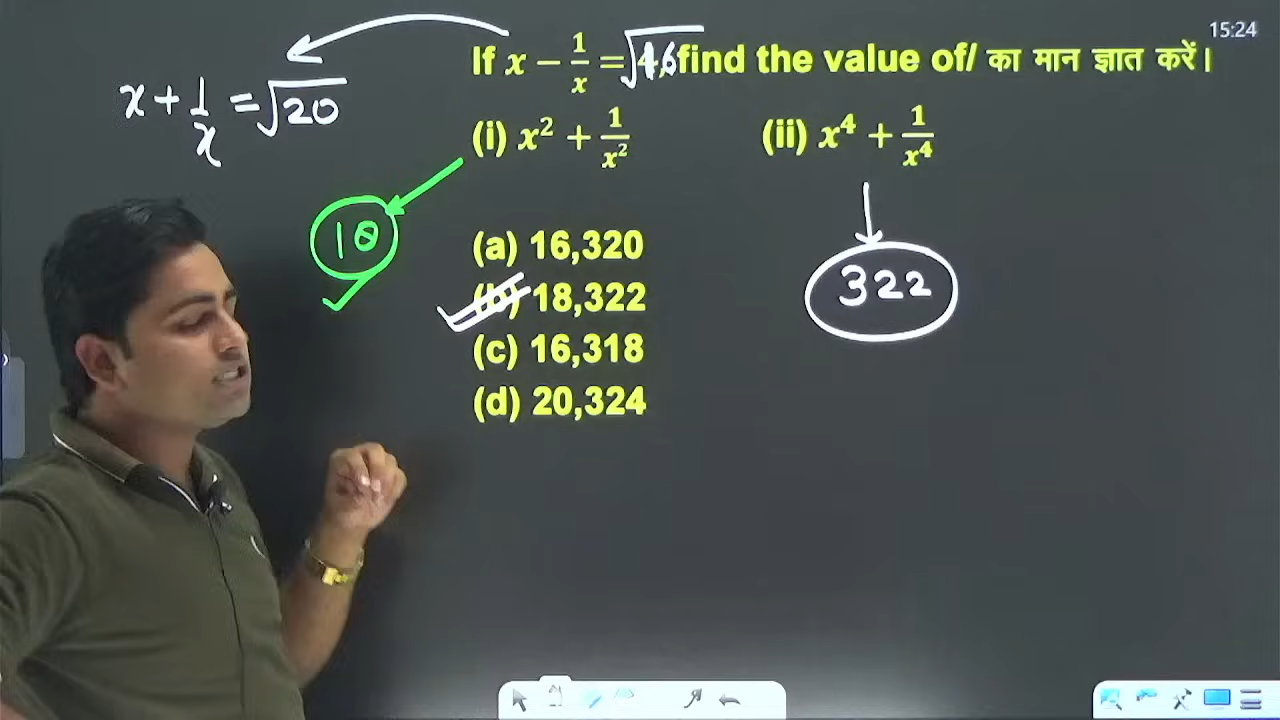 15:24
If x − 1/x = √16, find the value of/ का मान ज्ञात करें।
x + 1/x = √20
(i) x² + 1/x² (ii) x⁴ + 1/x⁴
18
(a) 16,320
(b) 18,322
322
(c) 16,318
(d) 20,324